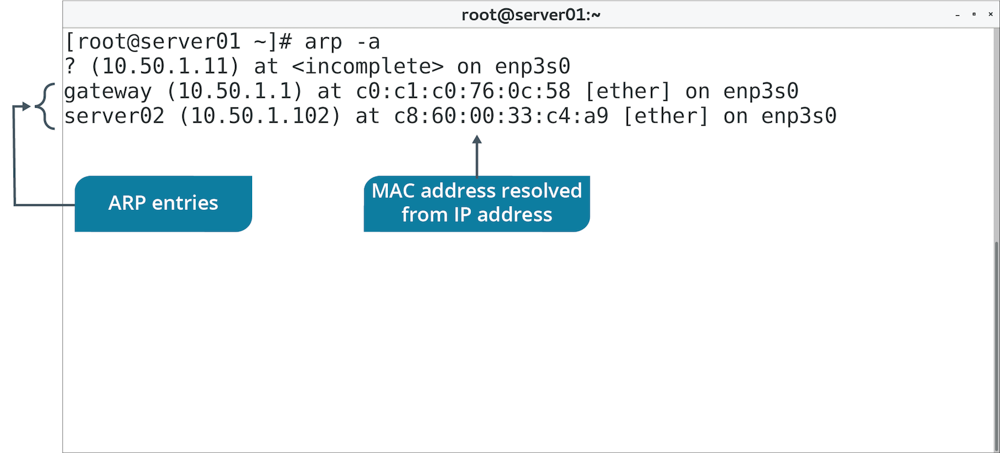 root@server01:~
[root@server01 ~]# arp -a
? (10.50.1.11) at <incomplete> on enp3s0
gateway (10.50.1.1) at c0:c1:c0:76:0c:58 [ether] on enp3s0
server02 (10.50.1.102) at c8:60:00:33:c4:a9 [ether] on enp3s0
ARP entries
MAC address resolved
from IP address